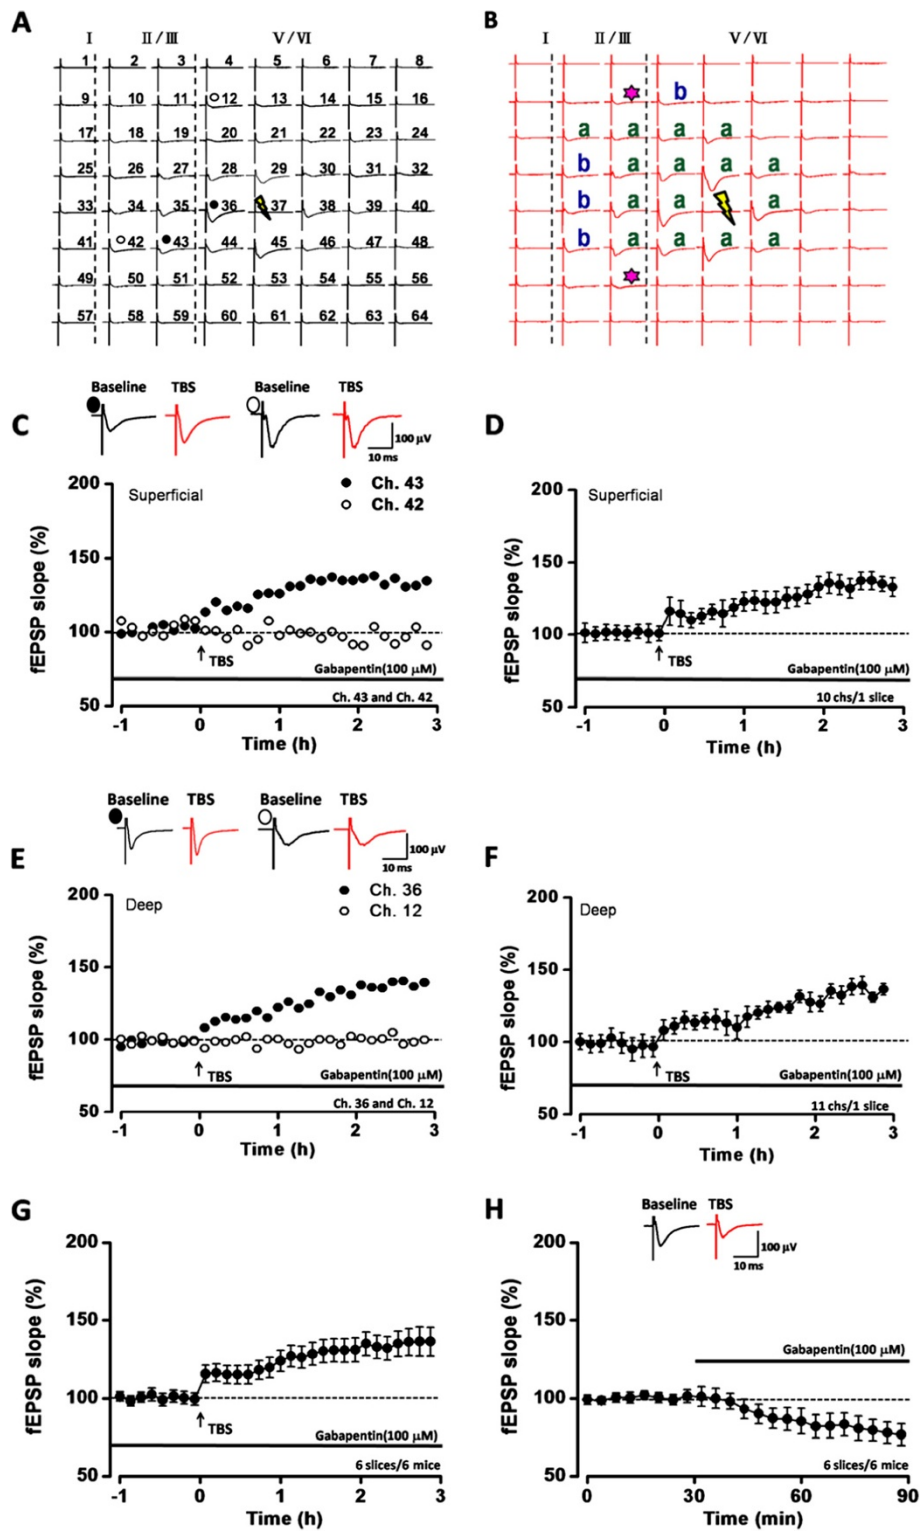 A
I II / III V / VI
1 2 3 4 5 6 7 8
9 10 11 12 13 14 15 16
17 18 19 20 21 22 23 24
25 26 27 28 29 30 31 32
33 34 35 36 37 38 39 40
41 42 43 44 45 46 47 48
49 50 51 52 53 54 55 56
57 58 59 60 61 62 63 64
B
I II / III V / VI
b
a a a a
b a a a a
b a a a
b a a a a
C
Baseline TBS Baseline TBS
100 μV
10 ms
Ch. 43
Ch. 42
Superficial
fEPSP slope (%)
200
150
100
50
TBS
Gabapentin(100 μM)
Ch. 43 and Ch. 42
-1 0 1 2 3
Time (h)
D
Superficial
fEPSP slope (%)
200
150
100
50
TBS
Gabapentin(100 μM)
10 chs/1 slice
-1 0 1 2 3
Time (h)
E
Baseline TBS Baseline TBS
100 μV
10 ms
Ch. 36
Ch. 12
Deep
fEPSP slope (%)
200
150
100
50
TBS
Gabapentin(100 μM)
Ch. 36 and Ch. 12
-1 0 1 2 3
Time (h)
F
Deep
fEPSP slope (%)
200
150
100
50
TBS
Gabapentin(100 μM)
11 chs/1 slice
-1 0 1 2 3
Time (h)
G
fEPSP slope (%)
200
150
100
50
TBS
Gabapentin(100 μM)
6 slices/6 mice
-1 0 1 2 3
Time (h)
H
Baseline TBS
100 μV
10 ms
fEPSP slope (%)
200
150
100
50
Gabapentin(100 μM)
6 slices/6 mice
0 30 60 90
Time (min)